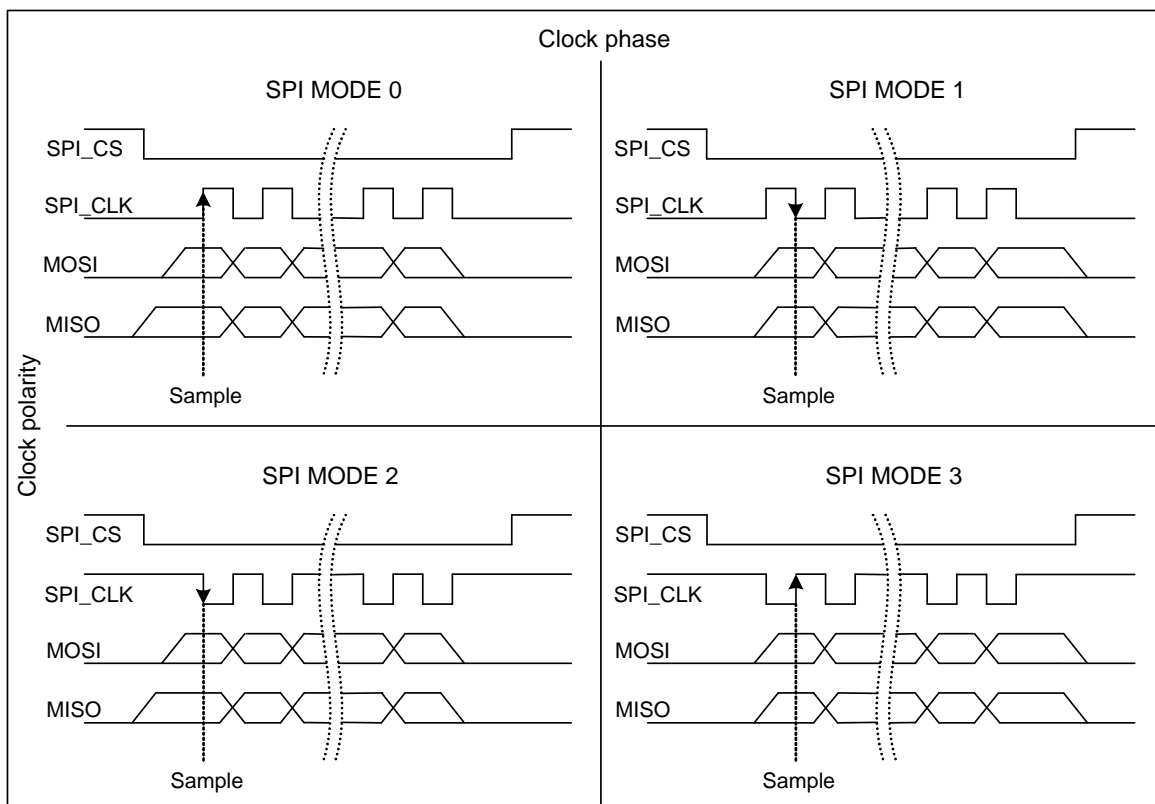 Clock phase
Clock polarity
SPI MODE 0
SPI_CS
SPI_CLK
MOSI
MISO
Sample
SPI MODE 1
SPI_CS
SPI_CLK
MOSI
MISO
Sample
SPI MODE 2
SPI_CS
SPI_CLK
MOSI
MISO
Sample
SPI MODE 3
SPI_CS
SPI_CLK
MOSI
MISO
Sample